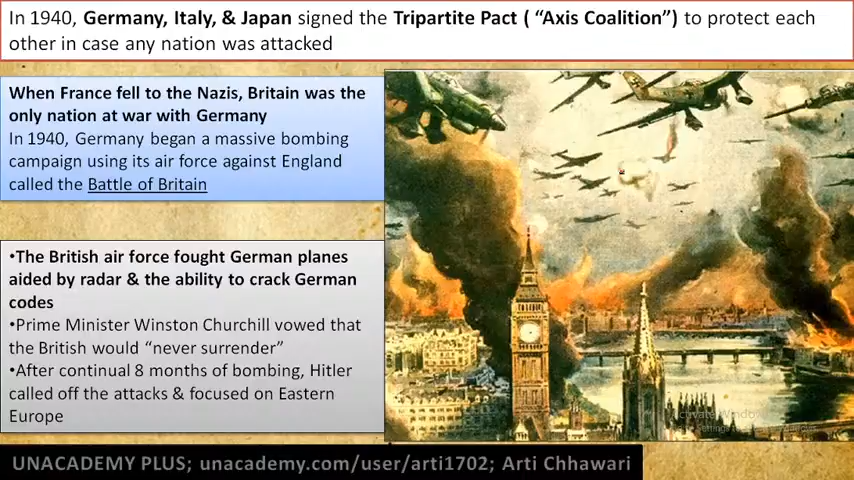 In 1940, Germany, Italy, & Japan signed the Tripartite Pact ( “Axis Coalition”) to protect each
other in case any nation was attacked
When France fell to the Nazis, Britain was the
only nation at war with Germany
In 1940, Germany began a massive bombing
campaign using its air force against England
called the Battle of Britain
•The British air force fought German planes
aided by radar & the ability to crack German
codes
•Prime Minister Winston Churchill vowed that
the British would “never surrender”
•After continual 8 months of bombing, Hitler
called off the attacks & focused on Eastern
Europe
Activate Windows
UNACADEMY PLUS; unacademy.com/user/arti1702; Arti Chhawari